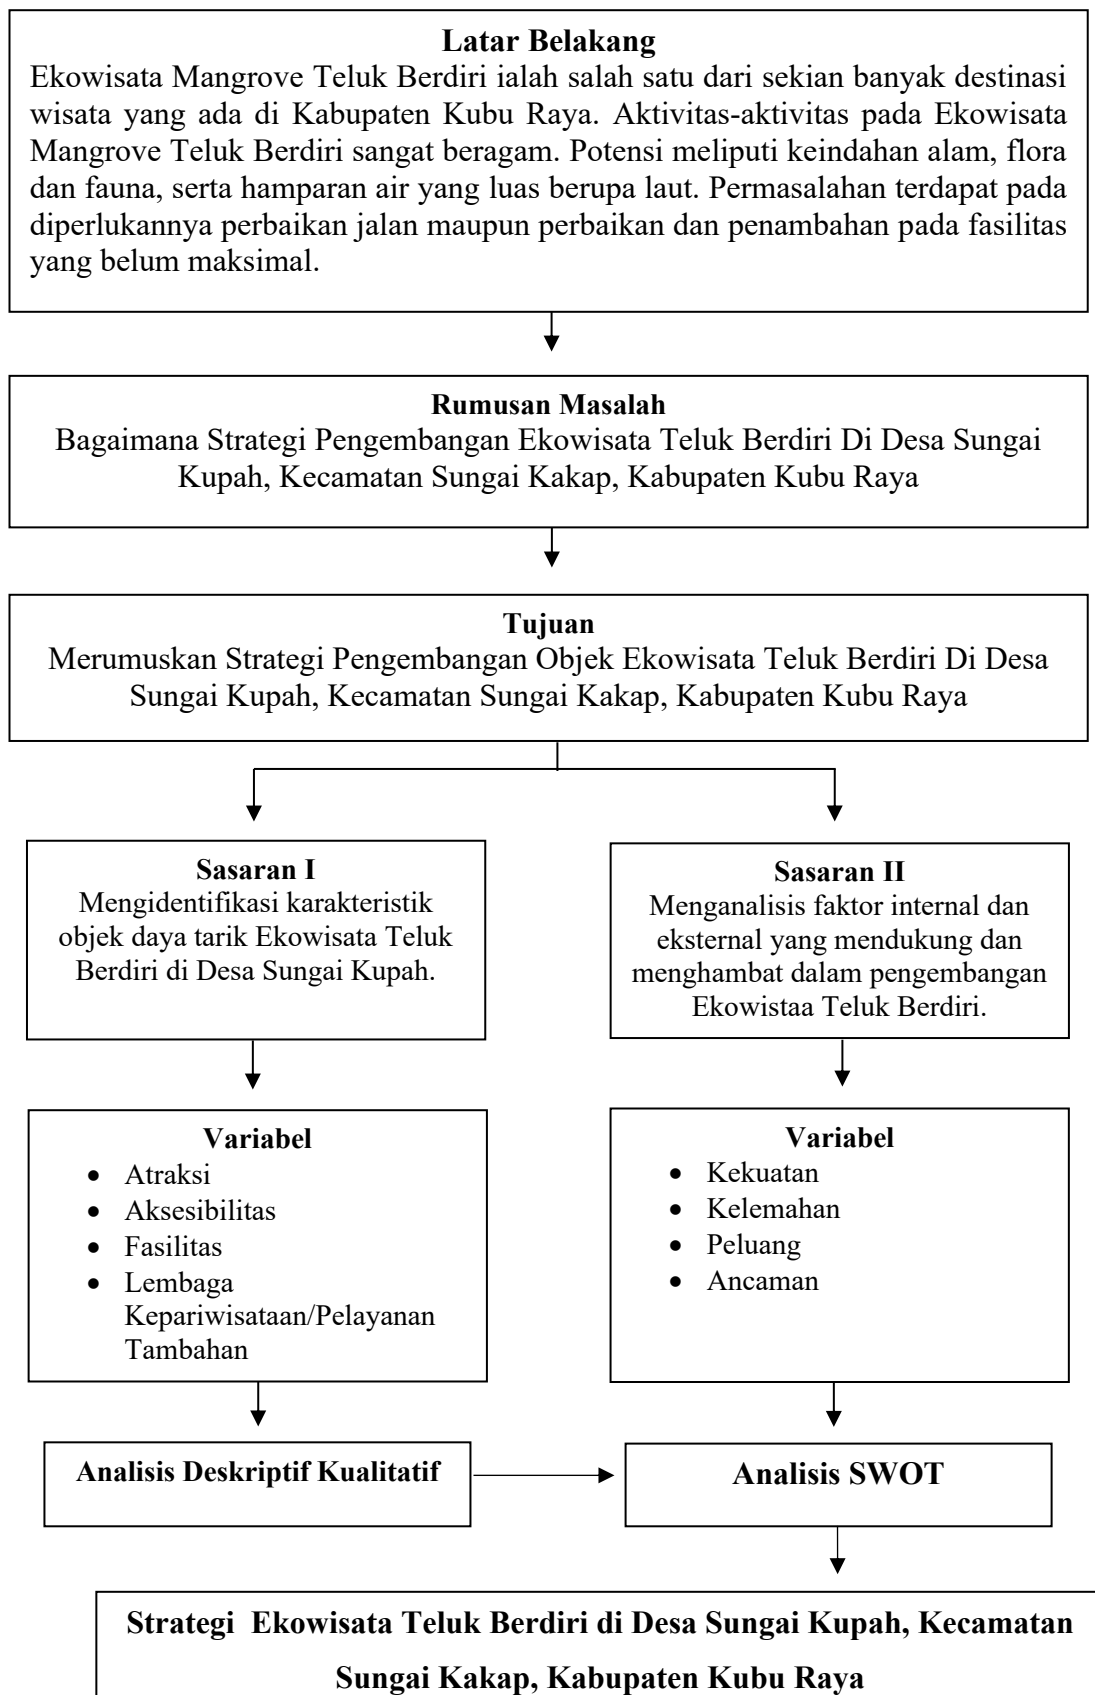 Latar Belakang
Ekowisata Mangrove Teluk Berdiri ialah salah satu dari sekian banyak destinasi
wisata yang ada di Kabupaten Kubu Raya. Aktivitas-aktivitas pada Ekowisata
Mangrove Teluk Berdiri sangat beragam. Potensi meliputi keindahan alam, flora
dan fauna, serta hamparan air yang luas berupa laut. Permasalahan terdapat pada
diperlukannya perbaikan jalan maupun perbaikan dan penambahan pada fasilitas
yang belum maksimal.
Rumusan Masalah
Bagaimana Strategi Pengembangan Ekowisata Teluk Berdiri Di Desa Sungai
Kupah, Kecamatan Sungai Kakap, Kabupaten Kubu Raya
Tujuan
Merumuskan Strategi Pengembangan Objek Ekowisata Teluk Berdiri Di Desa
Sungai Kupah, Kecamatan Sungai Kakap, Kabupaten Kubu Raya
Sasaran I
Mengidentifikasi karakteristik
objek daya tarik Ekowisata Teluk
Berdiri di Desa Sungai Kupah.
Sasaran II
Menganalisis faktor internal dan
eksternal yang mendukung dan
menghambat dalam pengembangan
Ekowistaa Teluk Berdiri.
Variabel
• Atraksi
• Aksesibilitas
• Fasilitas
• Lembaga
Kepariwisataan/Pelayanan
Tambahan
Variabel
• Kekuatan
• Kelemahan
• Peluang
• Ancaman
Analisis Deskriptif Kualitatif
Analisis SWOT
Strategi Ekowisata Teluk Berdiri di Desa Sungai Kupah, Kecamatan
Sungai Kakap, Kabupaten Kubu Raya